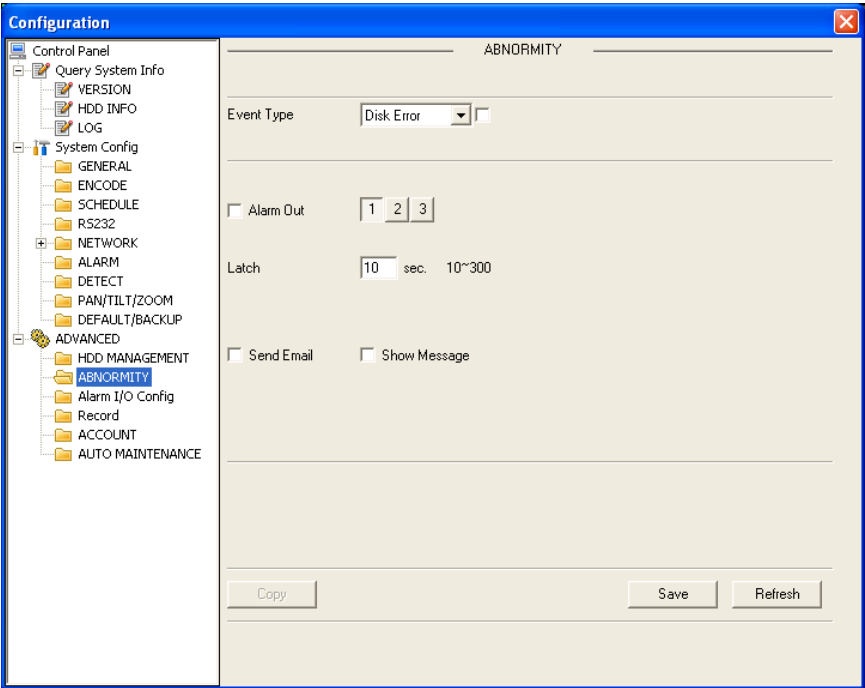 Configuration
Control Panel
Query System Info
VERSION
HDD INFO
LOG
System Config
GENERAL
ENCODE
SCHEDULE
RS232
NETWORK
ALARM
DETECT
PAN/TILT/ZOOM
DEFAULT/BACKUP
ADVANCED
HDD MANAGEMENT
ABNORMITY
Alarm I/O Config
Record
ACCOUNT
AUTO MAINTENANCE
ABNORMITY
Event Type Disk Error
Alarm Out 1 2 3
Latch 10 sec. 10~300
Send Email Show Message
Copy Save Refresh